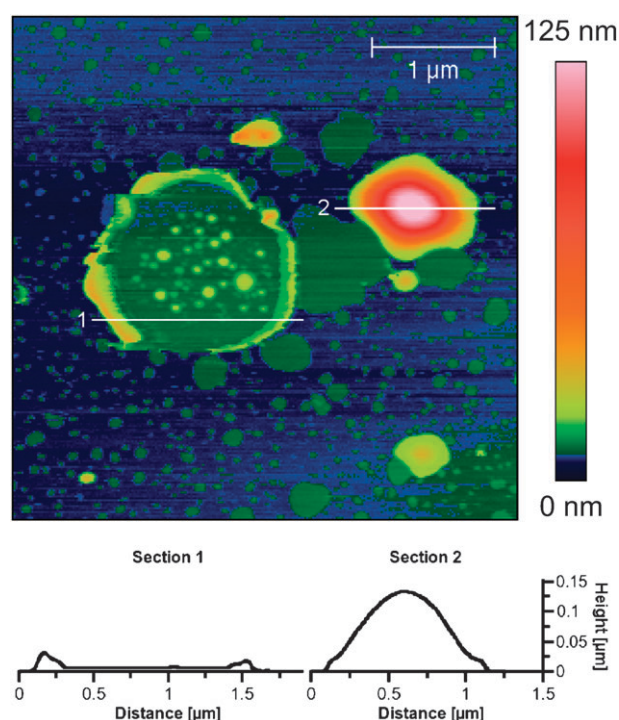 125 nm
1 μm
2
1
0 nm
Section 1
Section 2
0.15
0.1
0.05
0
Height [μm]
0
0.5
1
1.5
0
0.5
1
1.5
Distance [μm]
Distance [μm]